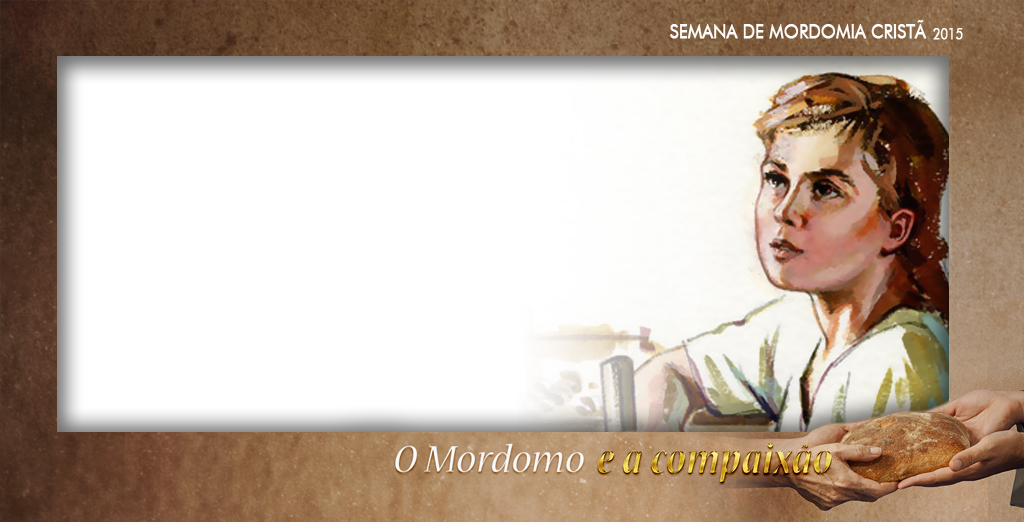 SEMANA DE MORDOMIA CRISTÃ 2015
O Mordomo e a compaixão